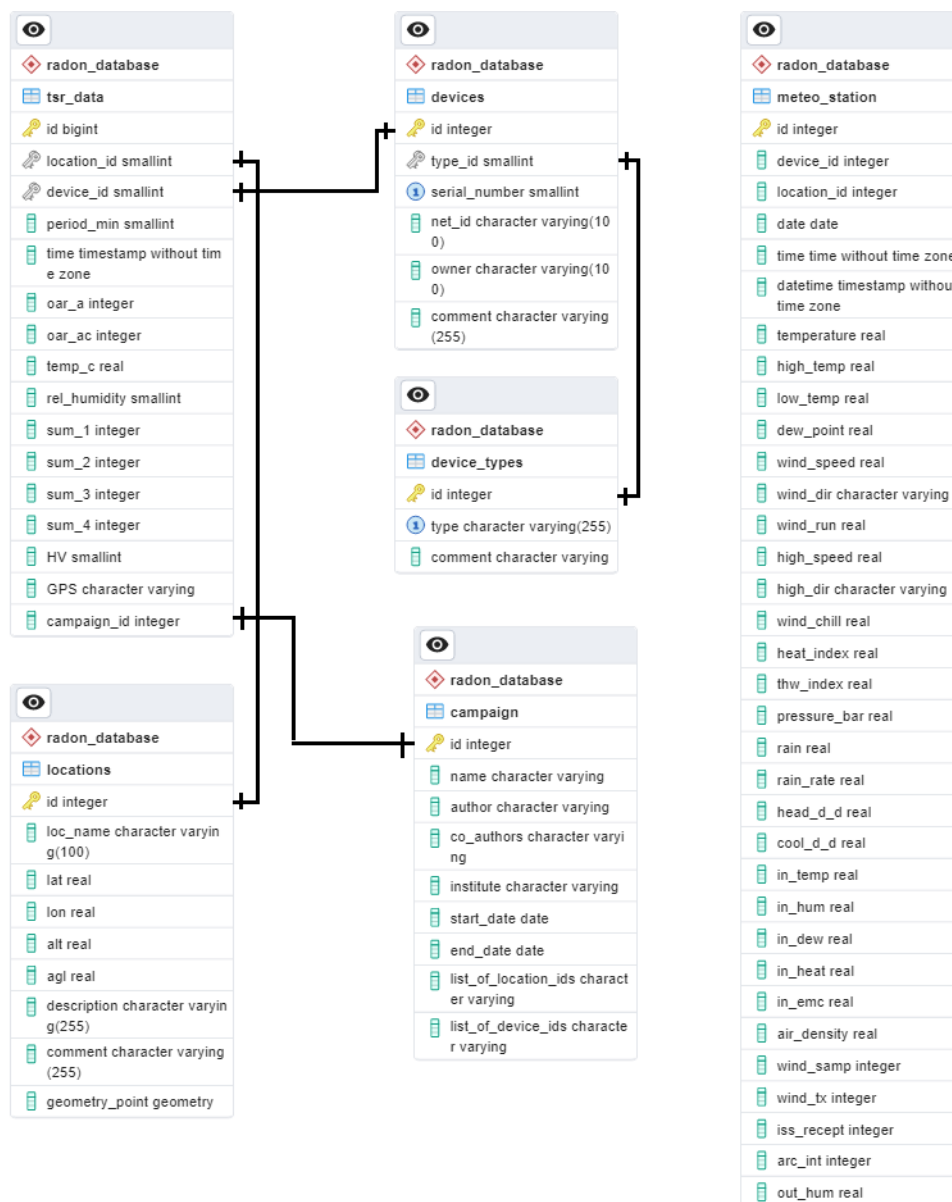 radon_database
tsr_data
id bigint
location_id smallint
device_id smallint
period_min smallint
time timestamp without tim
e zone
oar_a integer
oar_ac integer
temp_c real
rel_humidity smallint
sum_1 integer
sum_2 integer
sum_3 integer
sum_4 integer
HV smallint
GPS character varying
campaign_id integer
radon_database
locations
id integer
loc_name character varyin
g(100)
lat real
lon real
alt real
agl real
description character varyin
g(255)
comment character varying
(255)
geometry_point geometry
radon_database
devices
id integer
type_id smallint
1 serial_number smallint
net_id character varying(10
0)
owner character varying(10
0)
comment character varying
(255)
radon_database
device_types
id integer
1 type character varying(255)
comment character varying
radon_database
campaign
id integer
name character varying
author character varying
co_authors character varyi
ng
institute character varying
start_date date
end_date date
list_of_location_ids charact
er varying
list_of_device_ids characte
r varying
radon_database
meteo_station
id integer
device_id integer
location_id integer
date date
time time without time zone
datetime timestamp withou
time zone
temperature real
high_temp real
low_temp real
dew_point real
wind_speed real
wind_dir character varying
wind_run real
high_speed real
high_dir character varying
wind_chill real
heat_index real
thw_index real
pressure_bar real
rain real
rain_rate real
head_d_d real
cool_d_d real
in_temp real
in_hum real
in_dew real
in_heat real
in_emc real
air_density real
wind_samp integer
wind_tx integer
iss_recept integer
arc_int integer
out_hum real